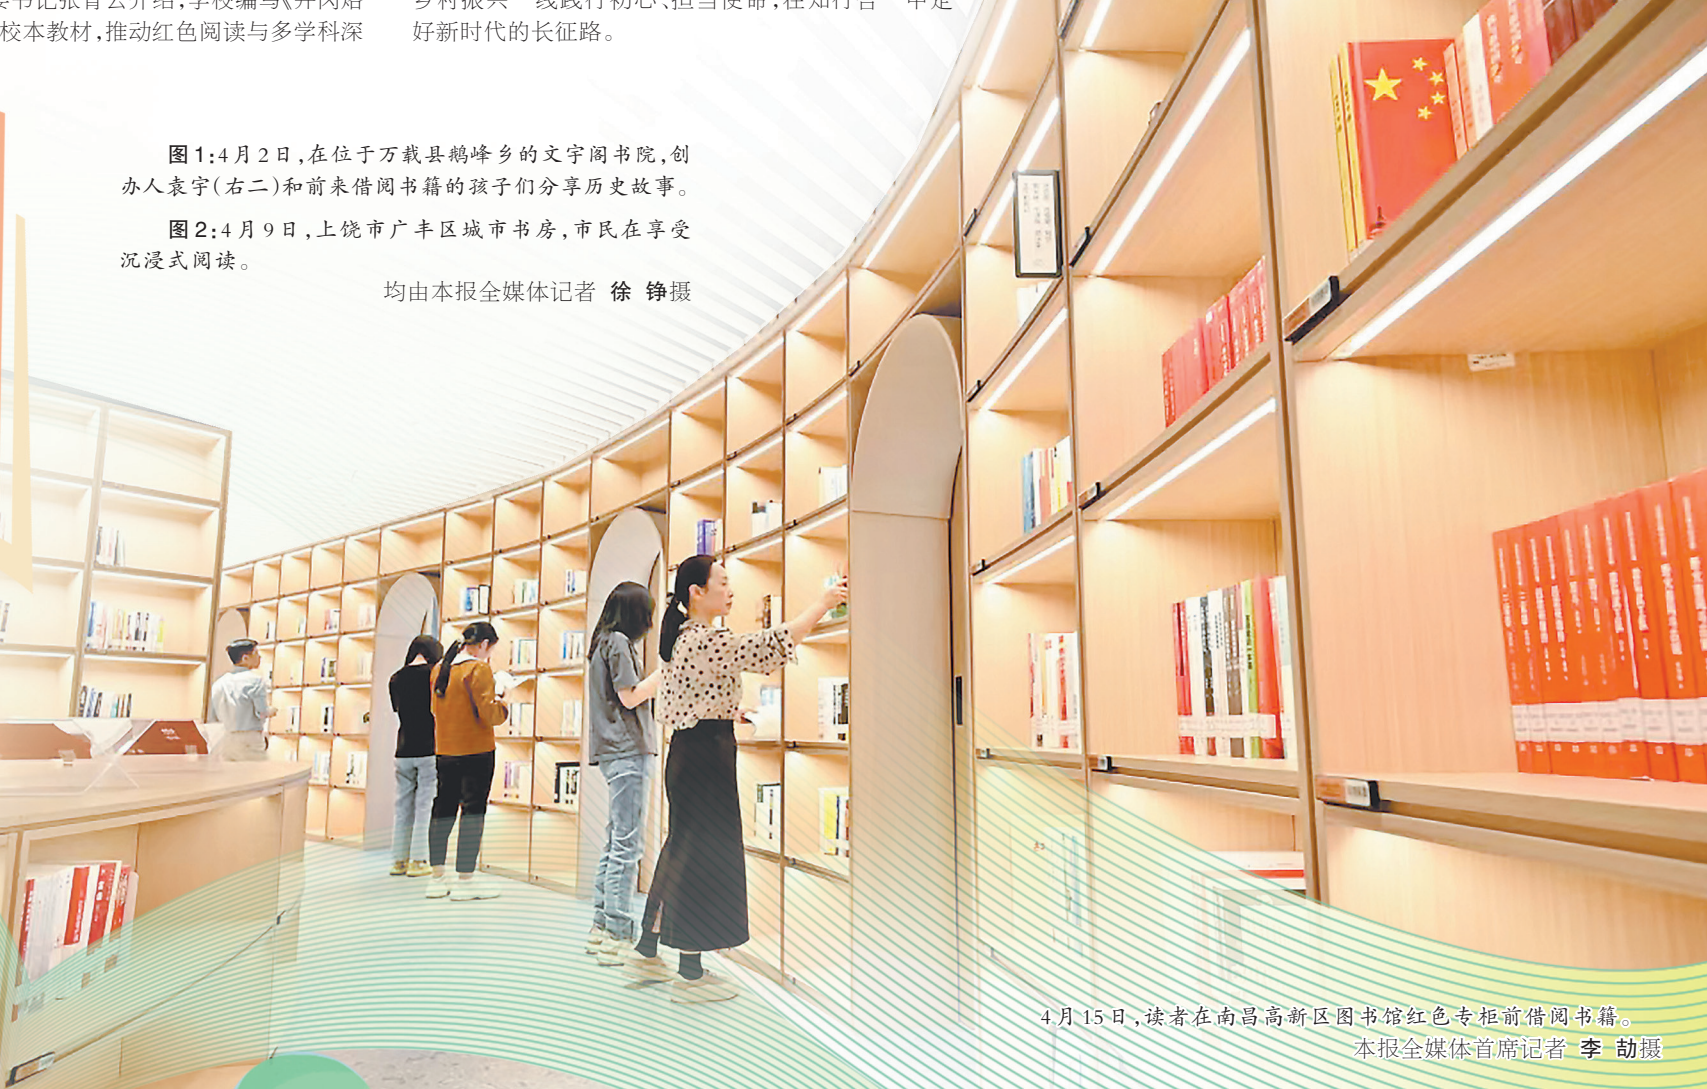 校本教材，推动红色阅读与多学科深
好新时代的长征路。
图1：4月2日，在位于万载县鹅峰乡的文宇阁书院，创
办人袁宇（右二）和前来借阅书籍的孩子们分享历史故事。
图2：4月9日，上饶市广丰区城市书房，市民在享受
沉浸式阅读。
均由本报全媒体记者 徐 铮摄
4月15日，读者在南昌高新区图书馆红色专柜前借阅书籍。
本报全媒体首席记者 李 劼摄